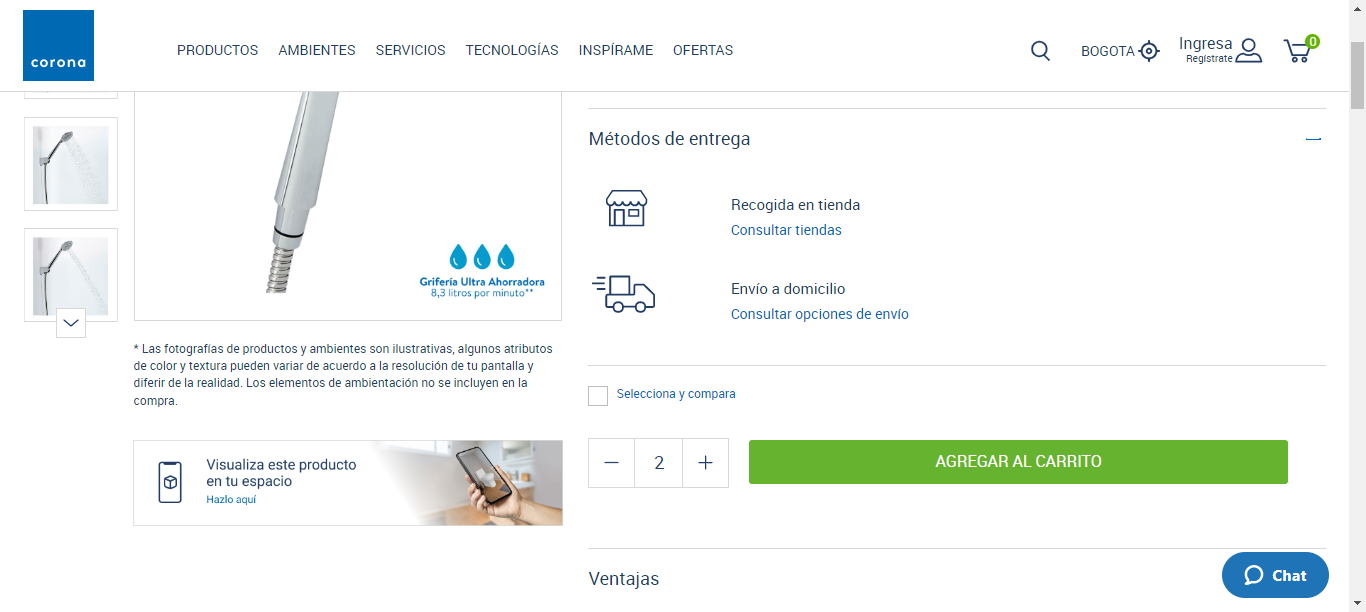 corona
PRODUCTOS
AMBIENTES
SERVICIOS
TECNOLOGÍAS
INSPÍRAME
OFERTAS
BOGOTA
Ingresa
Regístrate
0
Grifería Ultra Ahorradora
8,3 litros por minuto**
* Las fotografías de productos y ambientes son ilustrativas, algunos atributos
de color y textura pueden variar de acuerdo a la resolución de tu pantalla y
diferir de la realidad. Los elementos de ambientación no se incluyen en la
compra.
Visualiza este producto
en tu espacio
Hazlo aquí
Métodos de entrega
Recogida en tienda
Consultar tiendas
Envío a domicilio
Consultar opciones de envío
Selecciona y compara
2
AGREGAR AL CARRITO
Ventajas
Chat